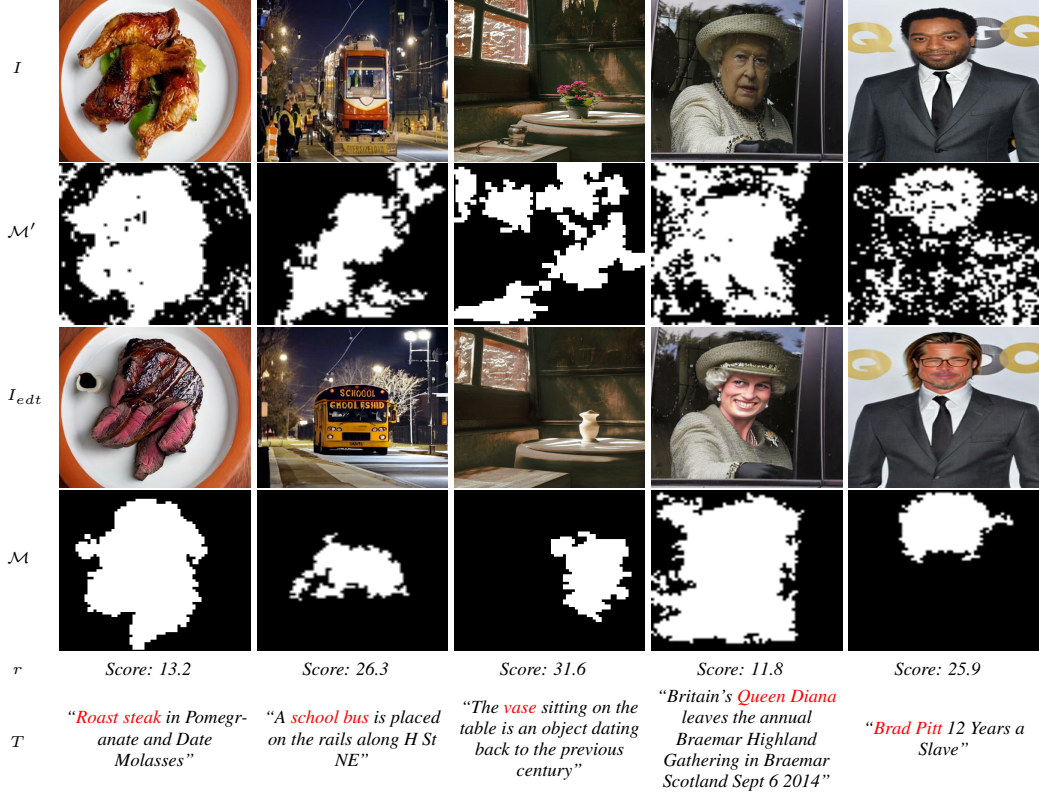 I
Q GQ
M′
I_edt
SCHOOOL
GHOOLRSHID
Q GQ
M
r
Score: 13.2
Score: 26.3
Score: 31.6
Score: 11.8
Score: 25.9
T
“Roast steak in Pomegr-
anate and Date
Molasses”
“A school bus is placed
on the rails along H St
NE”
“The vase sitting on the
table is an object dating
back to the previous
century”
“Britain’s Queen Diana
leaves the annual
Braemar Highland
Gathering in Braemar
Scotland Sept 6 2014”
“Brad Pitt 12 Years a
Slave”